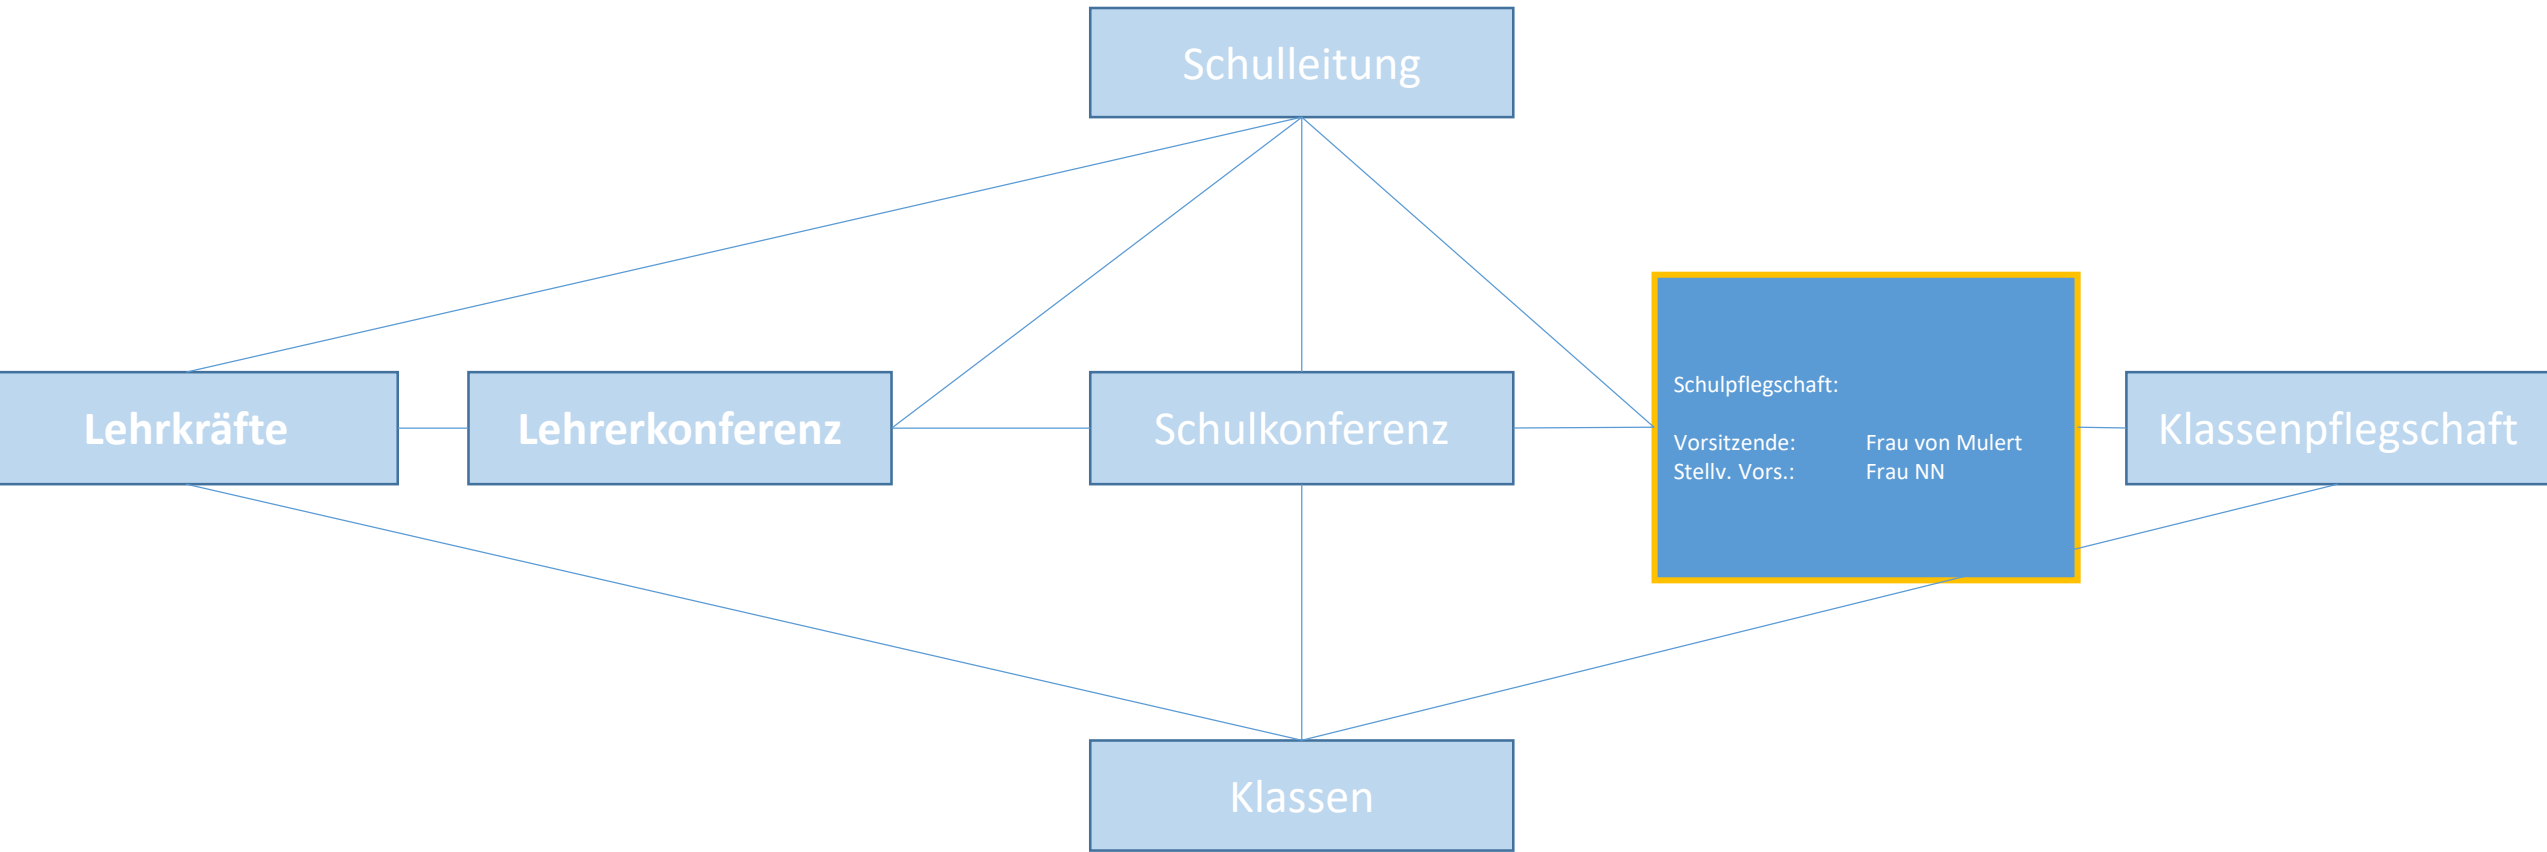 Schulleitung
Lehrkräfte
Lehrerkonferenz
Schulkonferenz
Schulpflegschaft:
Vorsitzende: Frau von Mulert
Stellv. Vors.: Frau NN
Klassenpflegschaft
Klassen